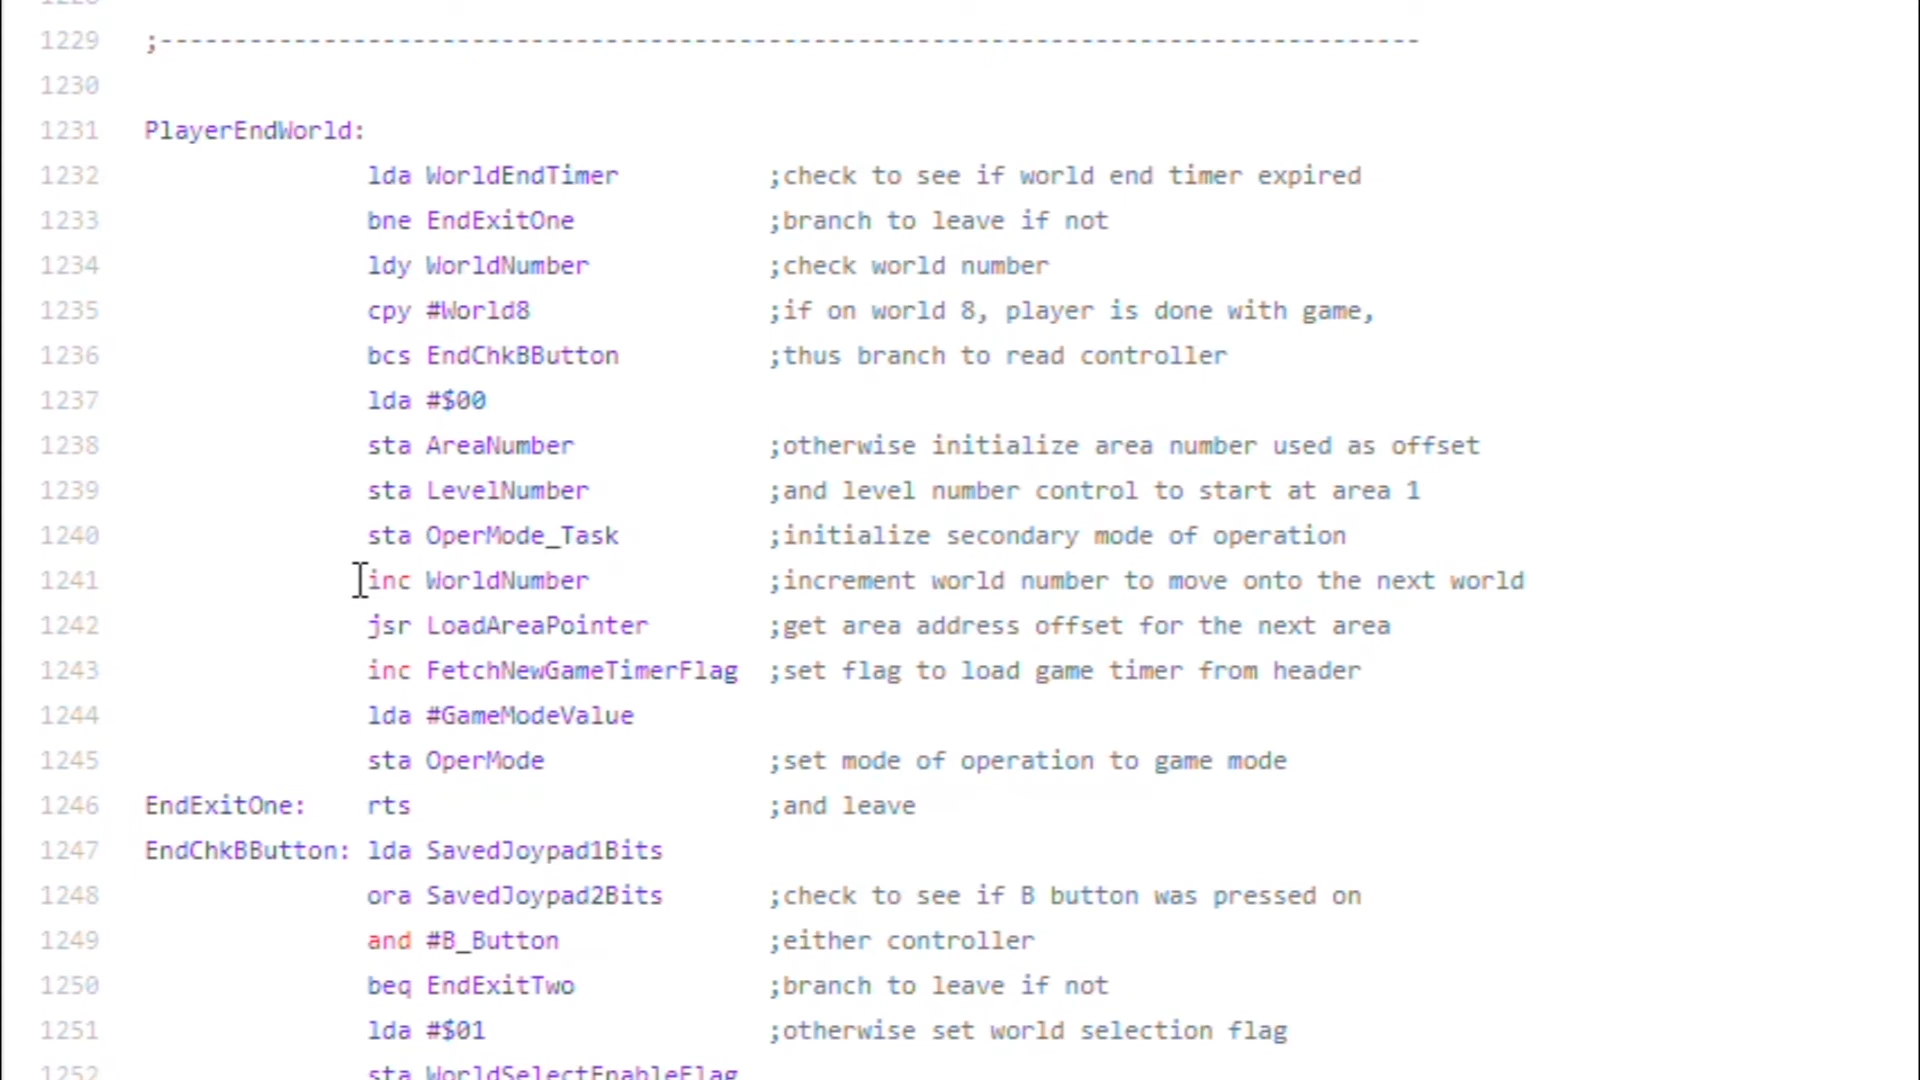 1229 ;-------------------------------------------------------------------------------------
1230
1231 PlayerEndWorld:
1232 lda WorldEndTimer ;check to see if world end timer expired
1233 bne EndExitOne ;branch to leave if not
1234 ldy WorldNumber ;check world number
1235 cpy #World8 ;if on world 8, player is done with game,
1236 bcs EndChkBButton ;thus branch to read controller
1237 lda #$00
1238 sta AreaNumber ;otherwise initialize area number used as offset
1239 sta LevelNumber ;and level number control to start at area 1
1240 sta OperMode_Task ;initialize secondary mode of operation
1241 inc WorldNumber ;increment world number to move onto the next world
1242 jsr LoadAreaPointer ;get area address offset for the next area
1243 inc FetchNewGameTimerFlag ;set flag to load game timer from header
1244 lda #GameModeValue
1245 sta OperMode ;set mode of operation to game mode
1246 EndExitOne: rts ;and leave
1247 EndChkBButton: lda SavedJoypad1Bits
1248 ora SavedJoypad2Bits ;check to see if B button was pressed on
1249 and #B_Button ;either controller
1250 beq EndExitTwo ;branch to leave if not
1251 lda #$01 ;otherwise set world selection flag
1252 sta WorldSelectEnableFlag